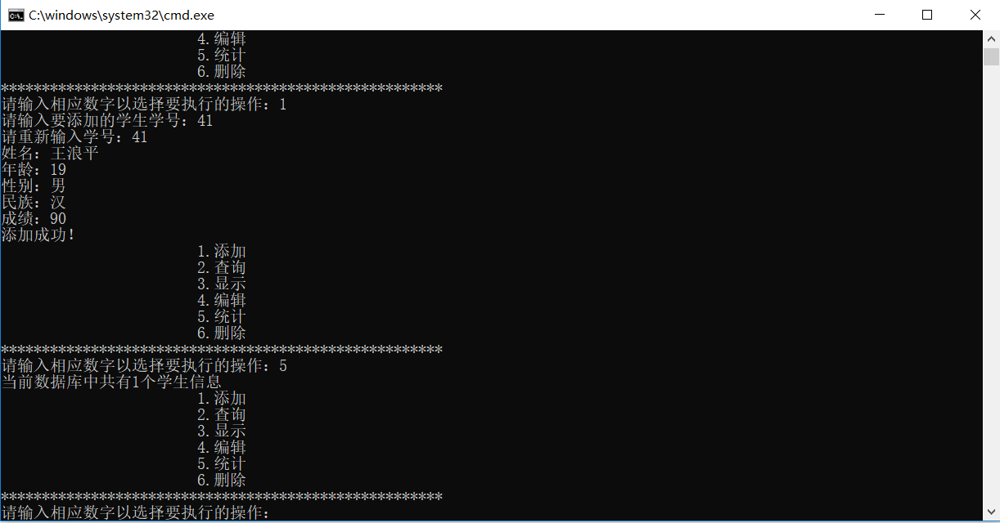 C:\windows\system32\cmd.exe
4.编辑
5.统计
6.删除
******************************************************
请输入相应数字以选择要执行的操作：1
请输入要添加的学生学号：41
请重新输入学号：41
姓名：王浪平
年龄：19
性别：男
民族：汉
成绩：90
添加成功！
1.添加
2.查询
3.显示
4.编辑
5.统计
6.删除
******************************************************
请输入相应数字以选择要执行的操作：5
当前数据库中共有1个学生信息
1.添加
2.查询
3.显示
4.编辑
5.统计
6.删除
******************************************************
请输入相应数字以选择要执行的操作：